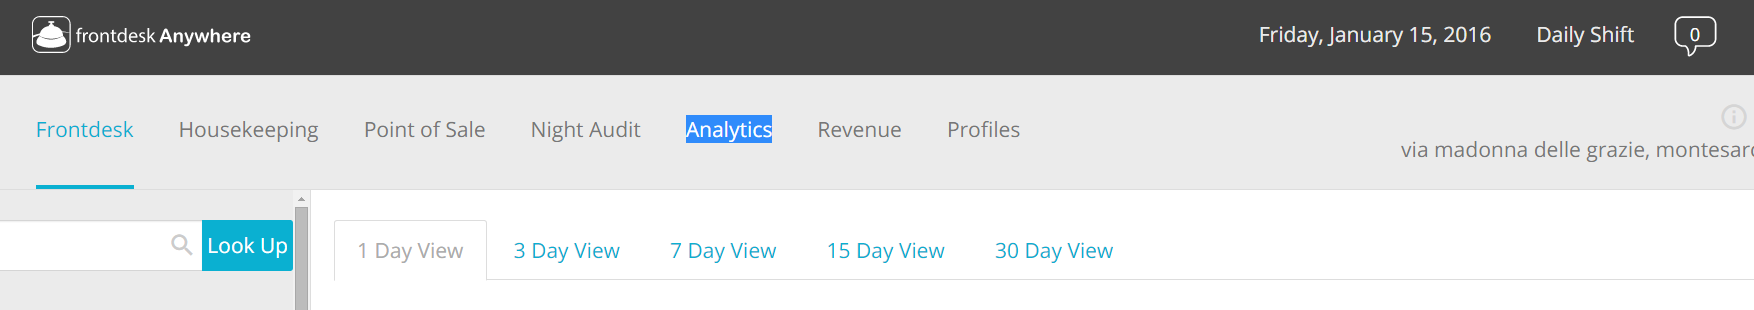 frontdesk Anywhere
Friday, January 15, 2016 Daily Shift 0
Frontdesk Housekeeping Point of Sale Night Audit Analytics Revenue Profiles
via madonna delle grazie,
Look Up
1 Day View 3 Day View 7 Day View 15 Day View 30 Day View